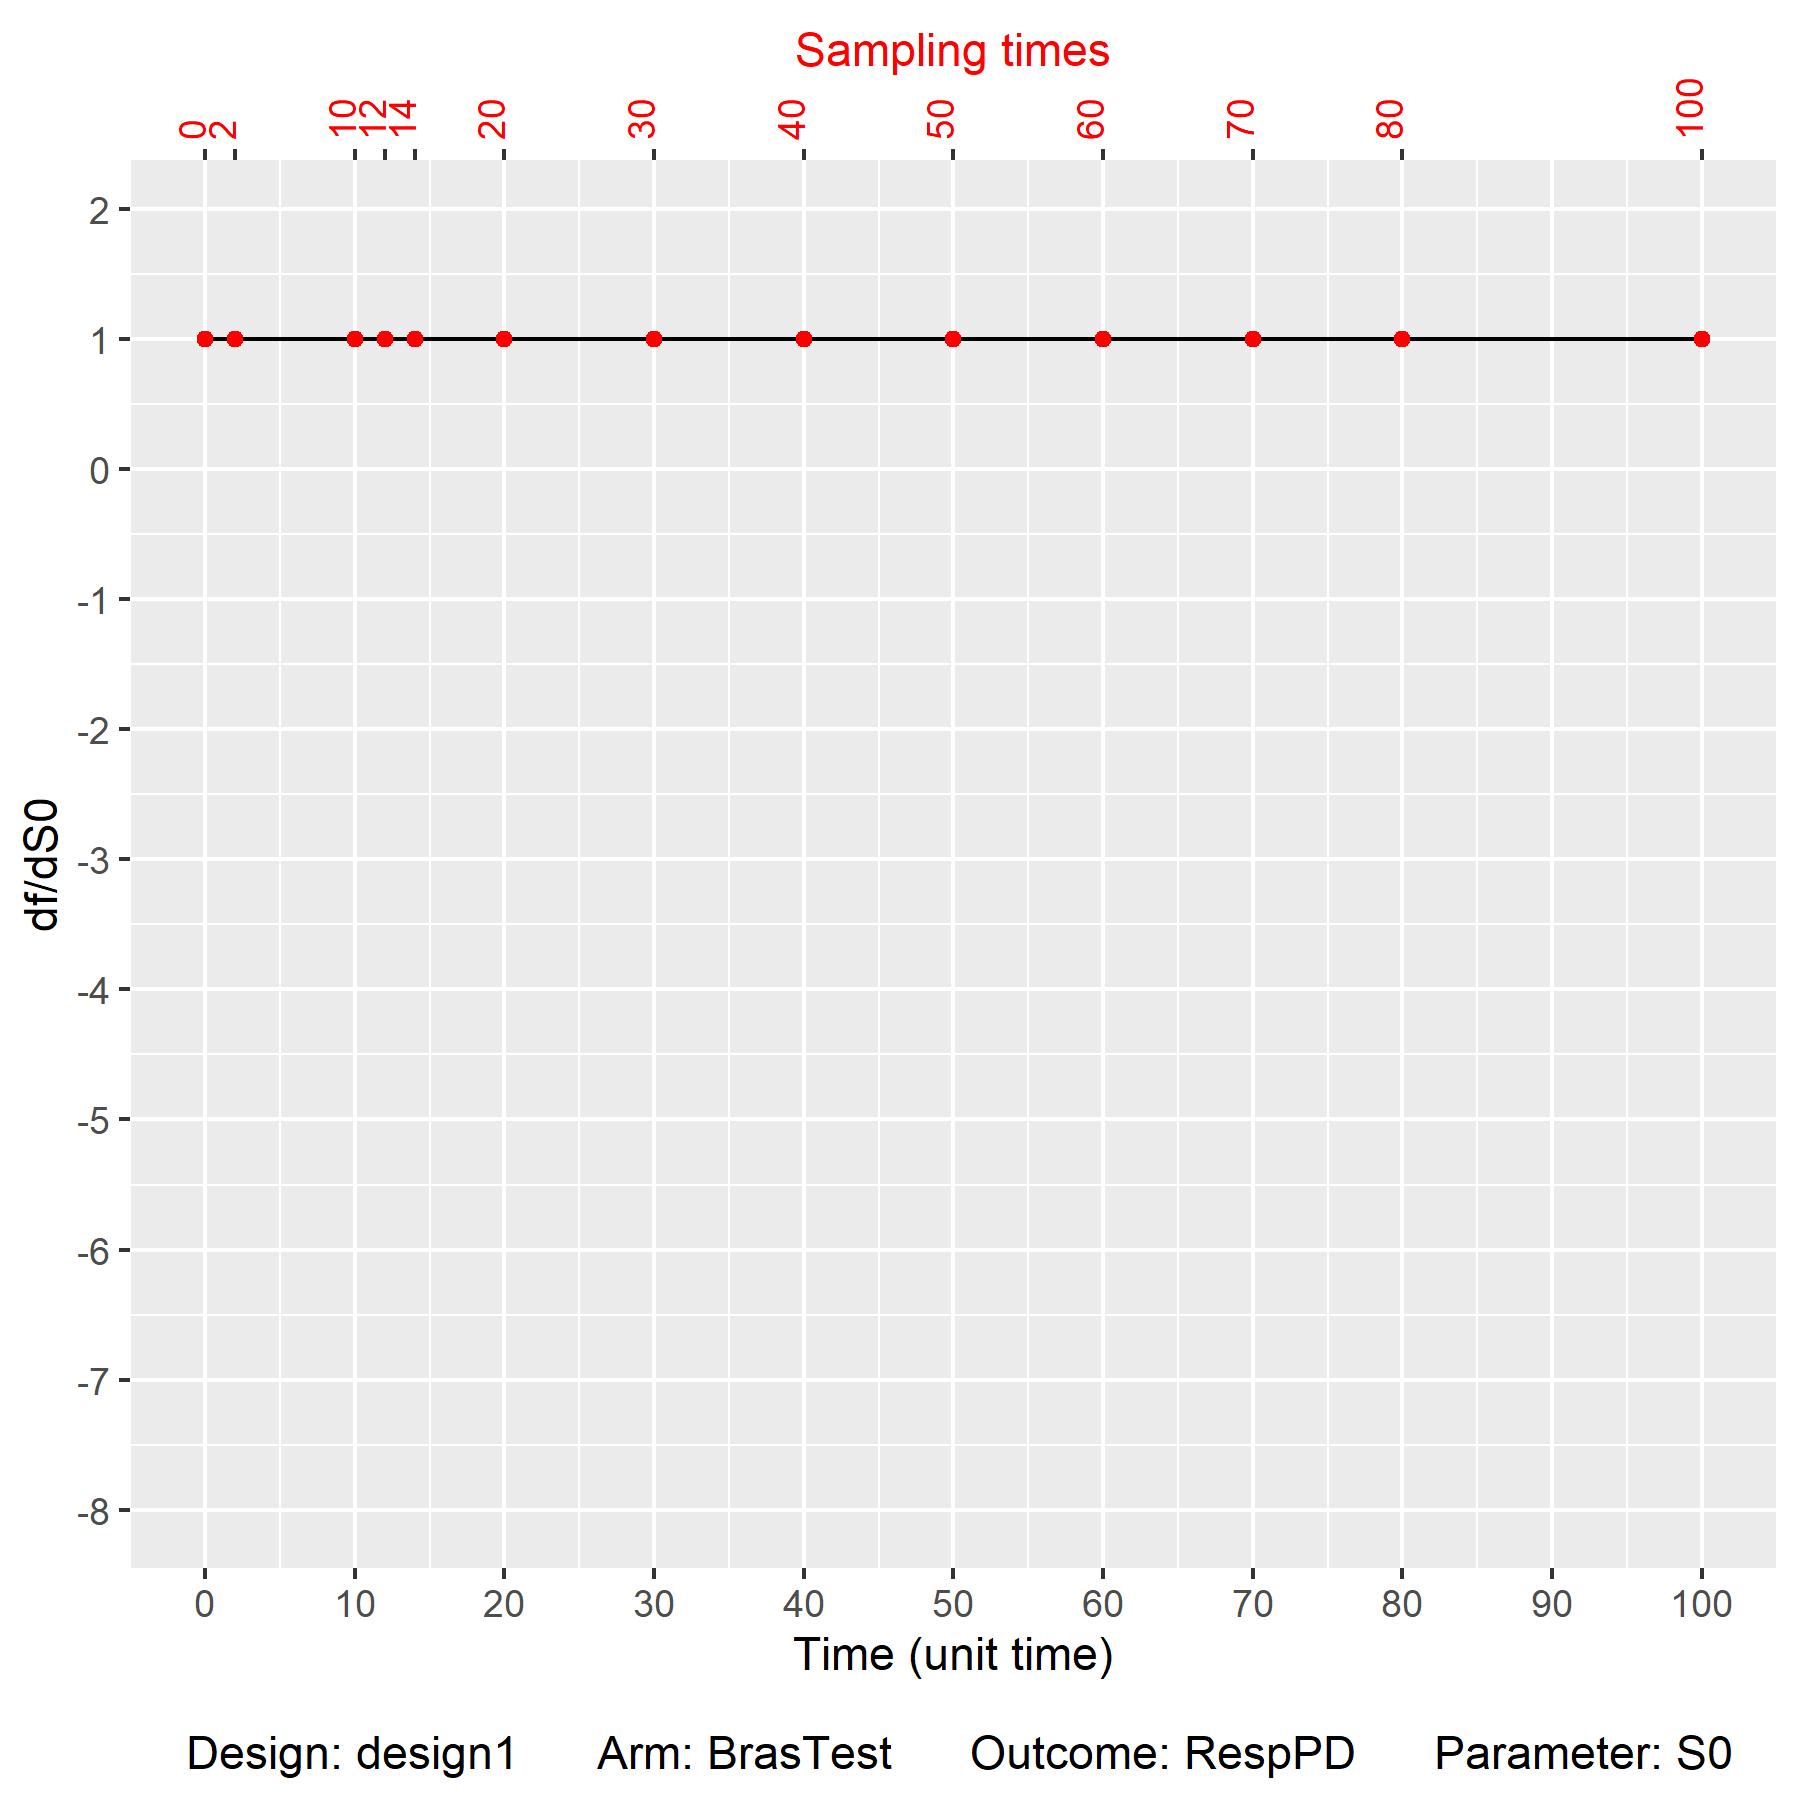 Sampling times
0 2 10 12 14 20 30 40 50 60 70 80 100
2
1
0
-1
-2
-3
-4
-5
-6
-7
-8
df/dS0
0 10 20 30 40 50 60 70 80 90 100
Time (unit time)
Design: design1 Arm: BrasTest Outcome: RespPD Parameter: S0